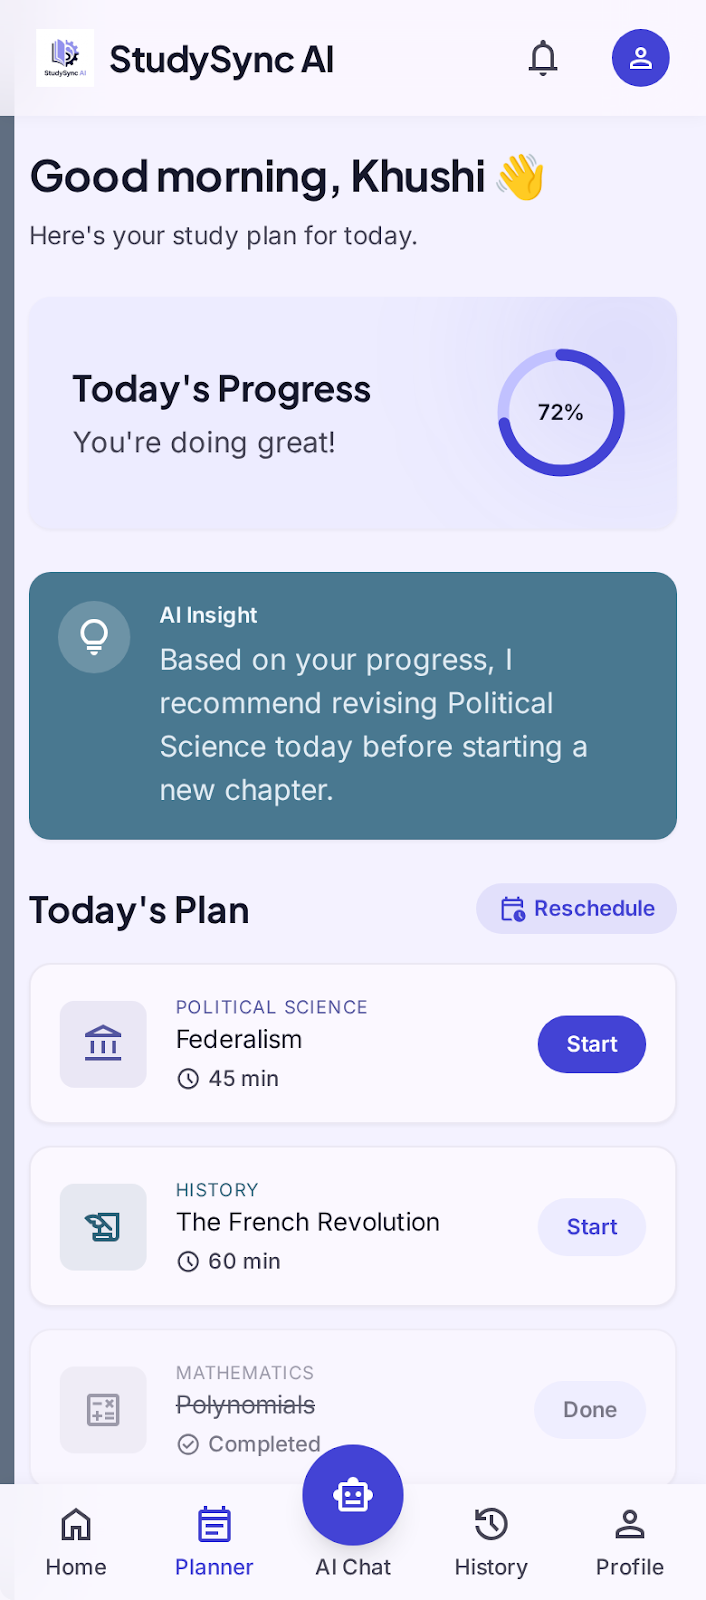 StudySync AI
StudySync AI
Good morning, Khushi 👋
Here's your study plan for today.
Today's Progress
You're doing great!
72%
AI Insight
Based on your progress, I
recommend revising Political
Science today before starting a
new chapter.
Today's Plan
Reschedule
POLITICAL SCIENCE
Federalism
45 min
Start
HISTORY
The French Revolution
60 min
Start
MATHEMATICS
Polynomials
Completed
Done
Home
Planner
AI Chat
History
Profile